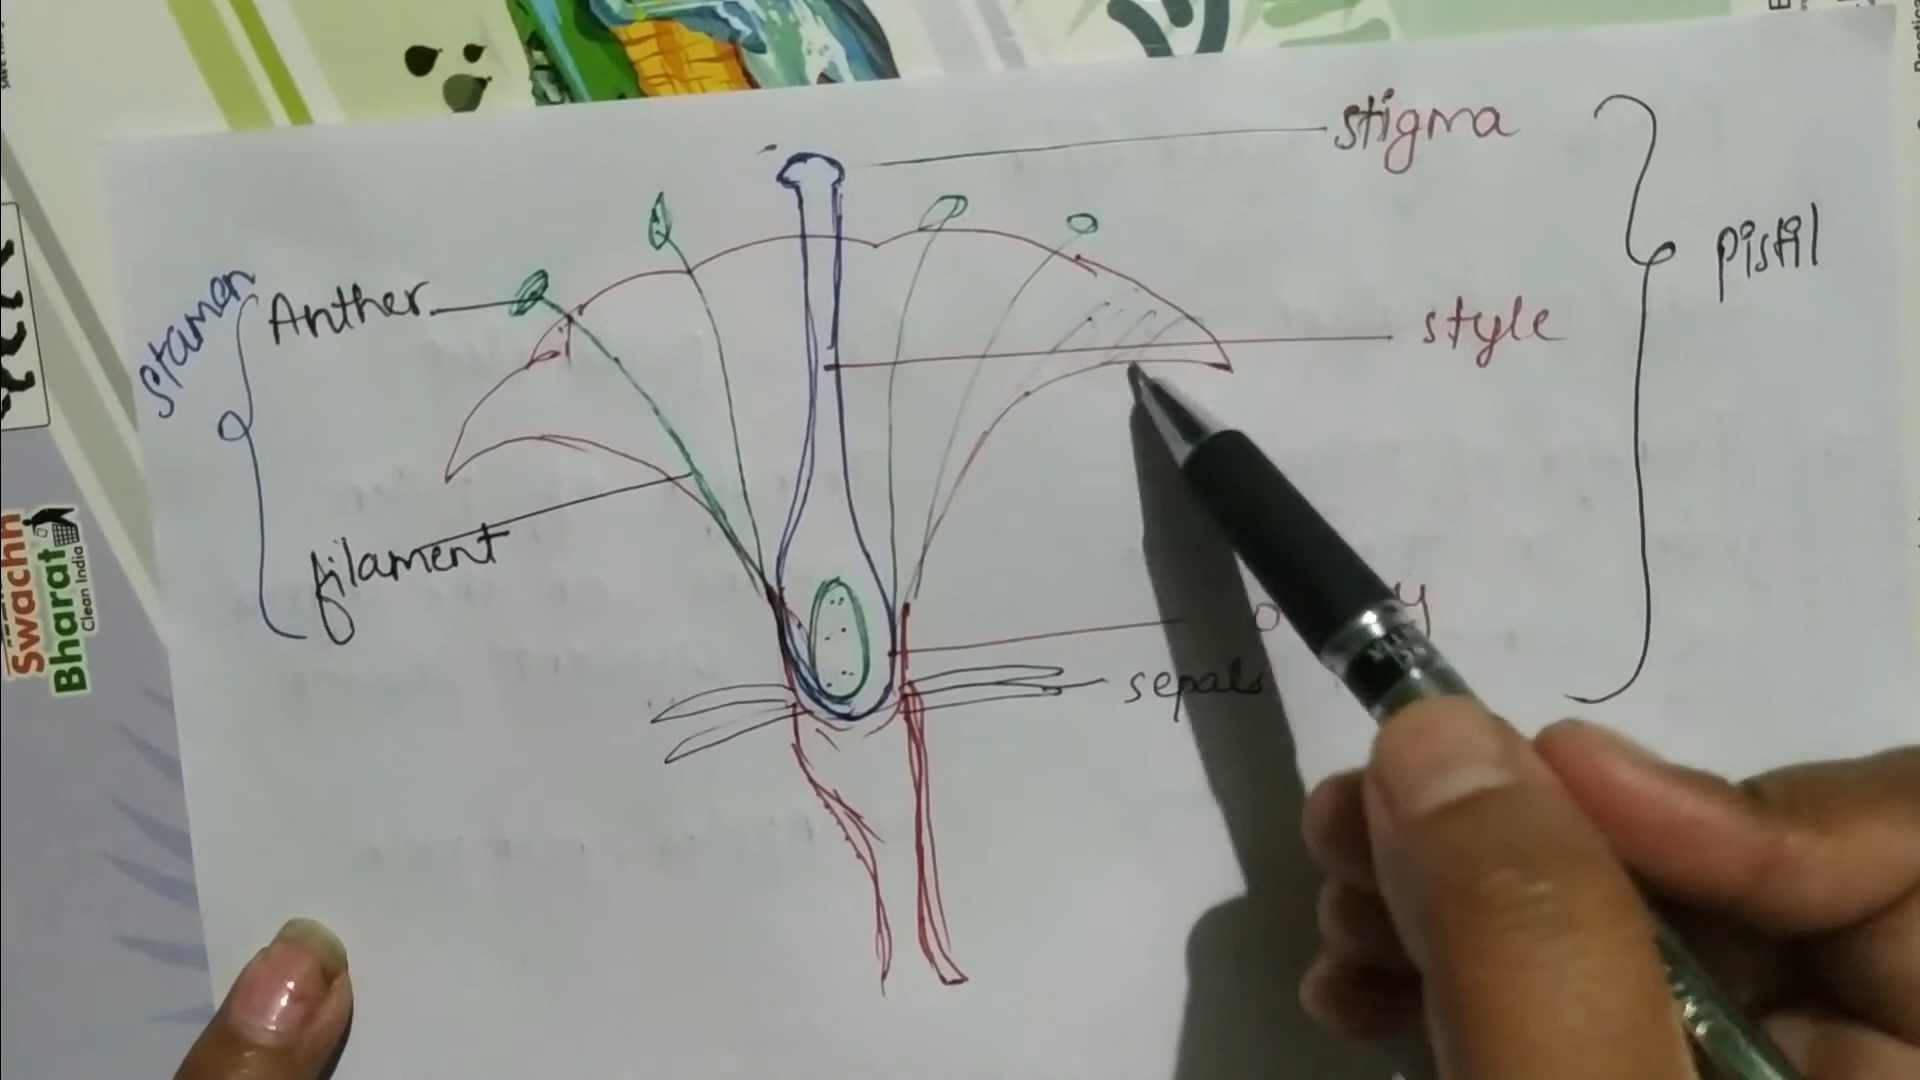 stigma
pistil
Stamen
Anther
style
filament
sepals
Swachh
Bharat
Clean India